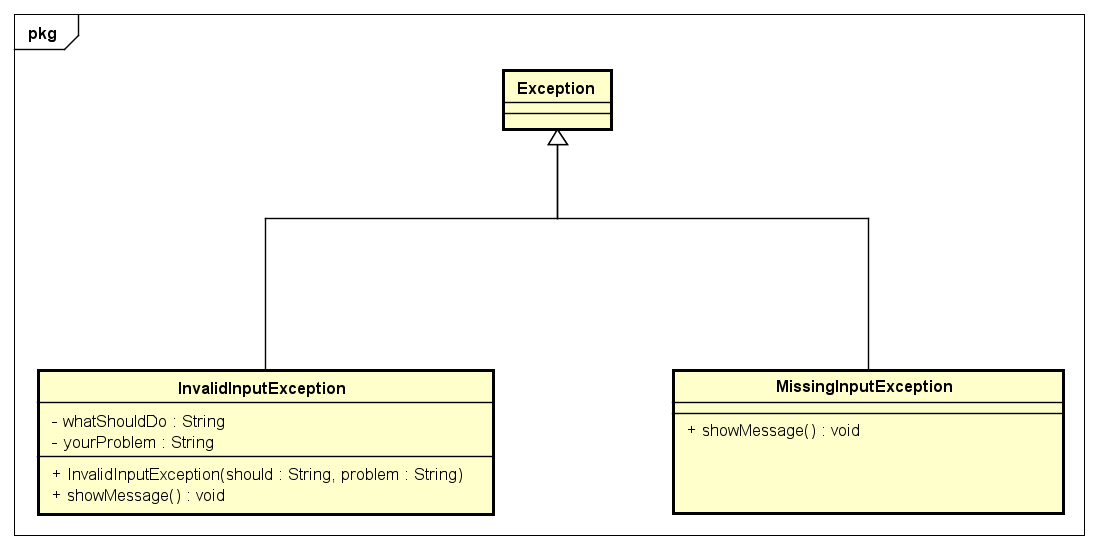 pkg
Exception
InvalidInputException
- whatShouldDo : String
- yourProblem : String
+ InvalidInputException(should : String, problem : String)
+ showMessage() : void
MissingInputException
+ showMessage() : void